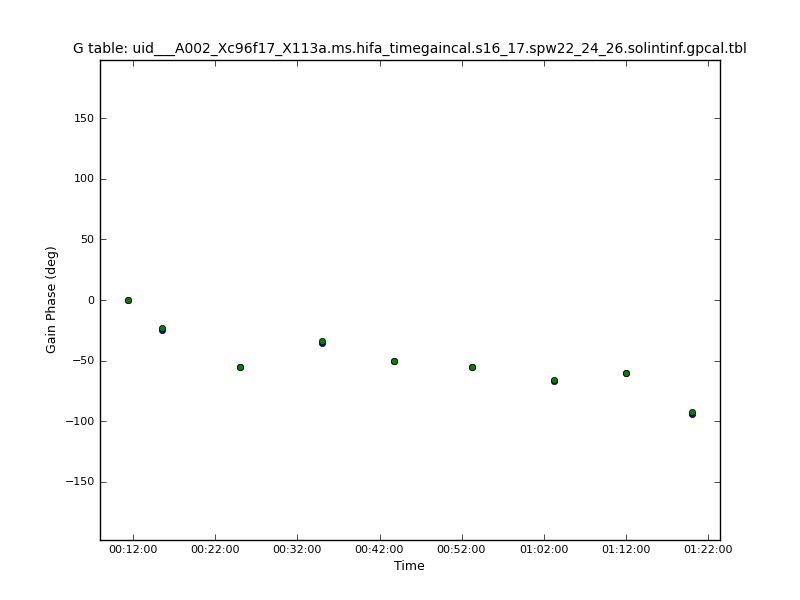 G table: uid___A002_Xc96f17_X113a.ms.hifa_timegaincal.s16_17.spw22_24_26.solintinf.gpcal.tbl
150
100
50
0
−50
−100
−150
Gain Phase (deg)
00:12:00 00:22:00 00:32:00 00:42:00 00:52:00 01:02:00 01:12:00 01:22:00
Time